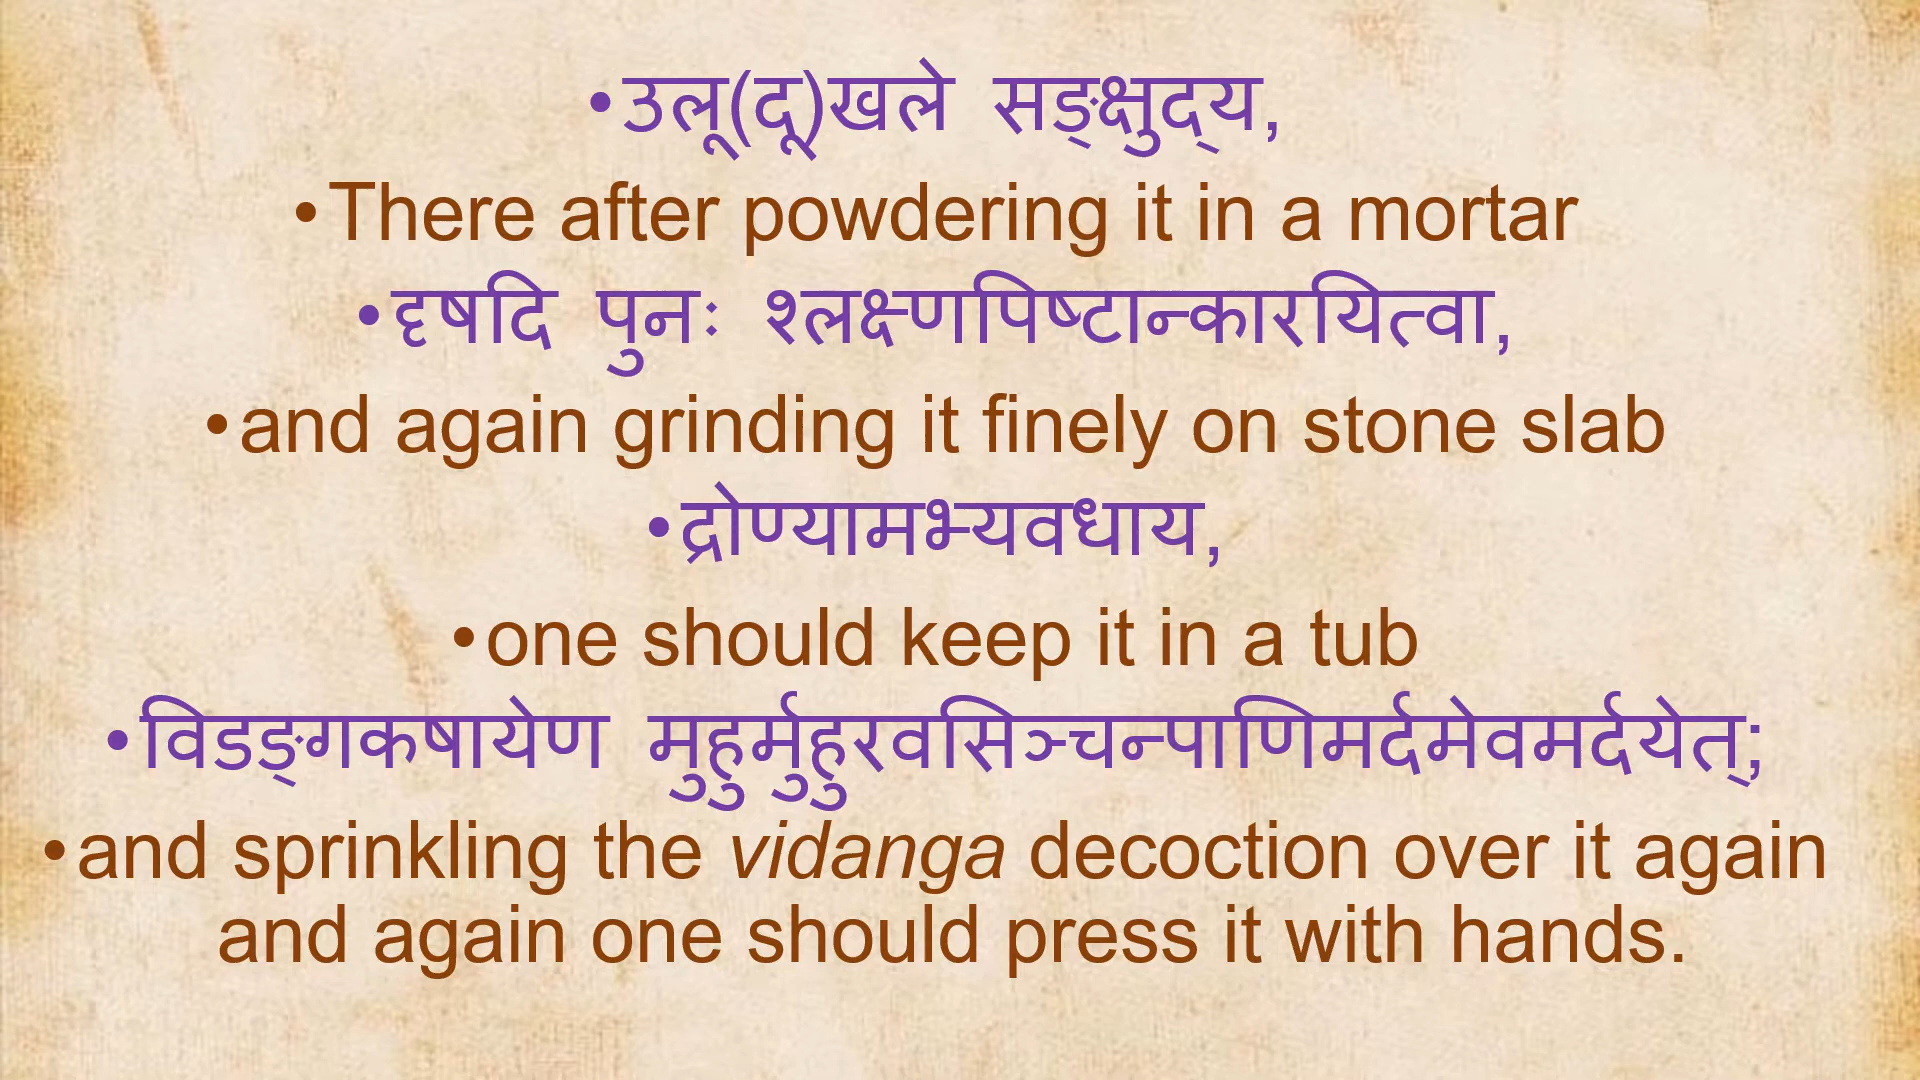 •उलू(दू)खले सङ्क्षुद्य,
•There after powdering it in a mortar
•दृषदि पुनः श्लक्ष्णपिष्टान्कारयित्वा,
•and again grinding it finely on stone slab
•द्रोण्यामभ्यवधाय,
•one should keep it in a tub
•विडङ्गकषायेण मुहुर्मुहुरवसिञ्चन्पाणिमर्दमेवमर्दयेत्;
•and sprinkling the vidanga decoction over it again
and again one should press it with hands.